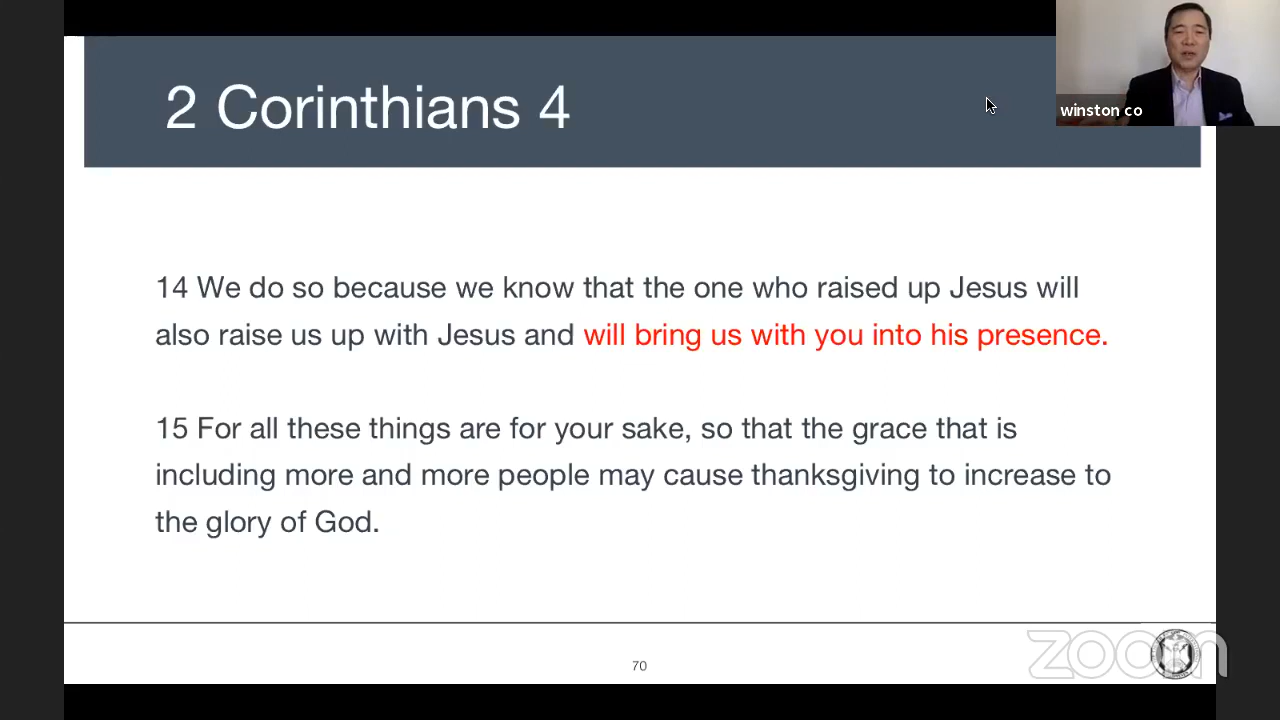 2 Corinthians 4
winston co
14 We do so because we know that the one who raised up Jesus will
also raise us up with Jesus and will bring us with you into his presence.
15 For all these things are for your sake, so that the grace that is
including more and more people may cause thanksgiving to increase to
the glory of God.
70
zoom